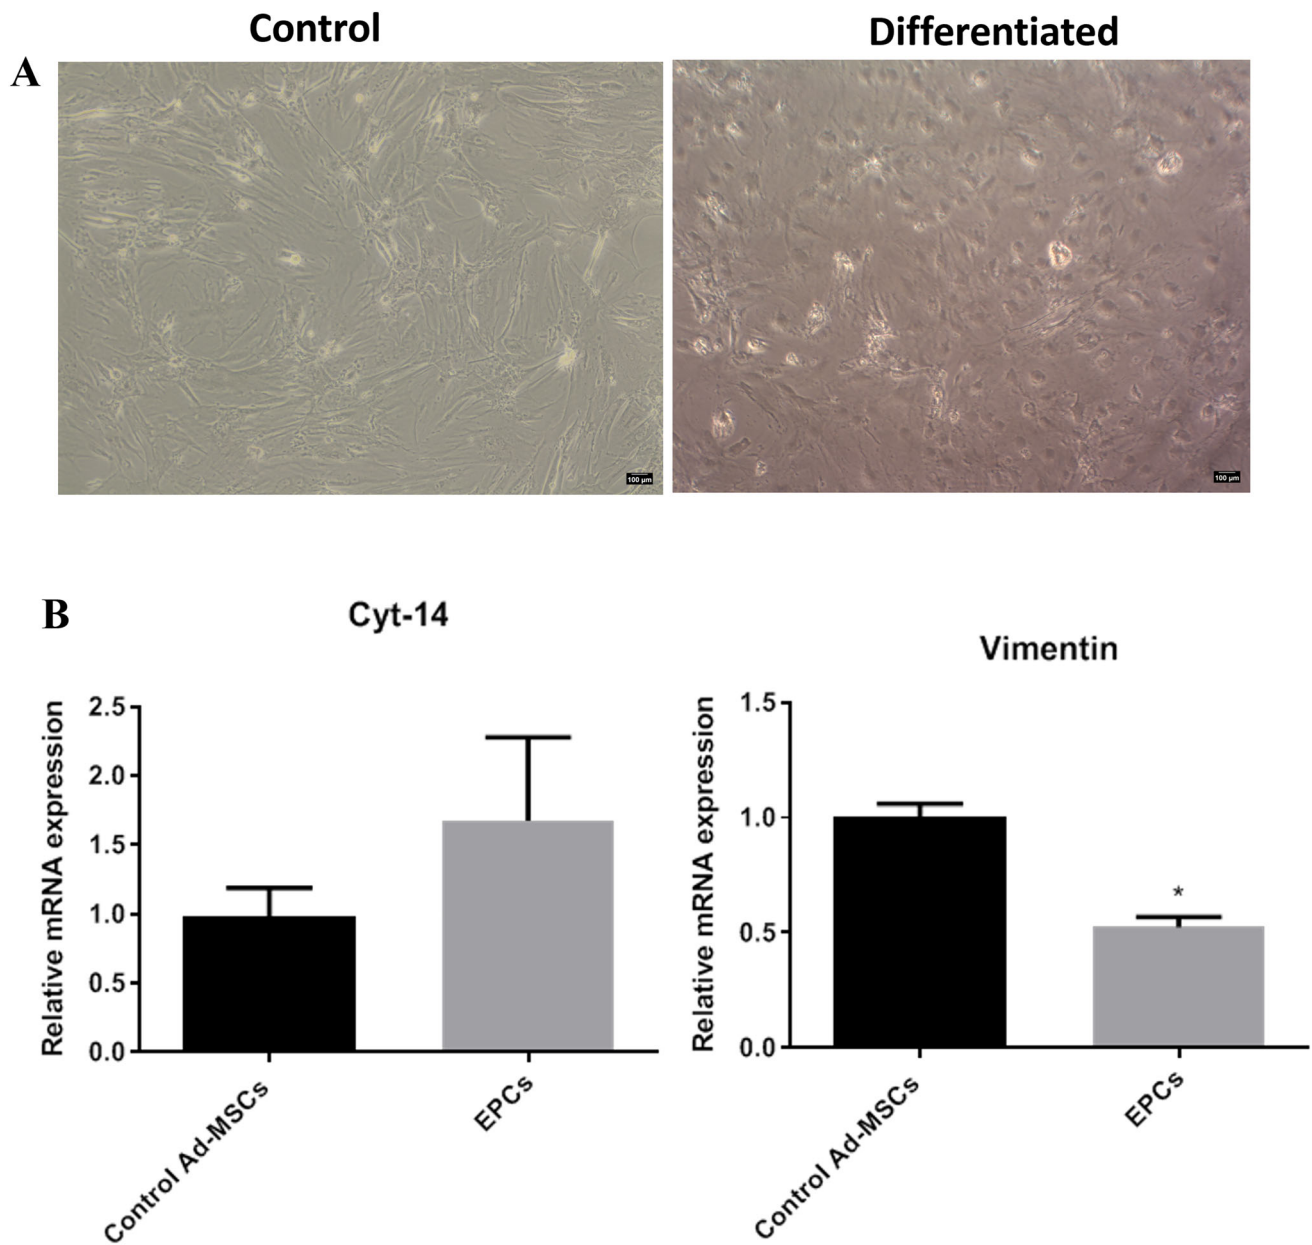 Control
Differentiated
A
100 µm
100 µm
B
Cyt-14
Vimentin
Relative mRNA expression
2.5
2.0
1.5
1.0
0.5
0.0
Control Ad-MSCs
EPCs
Relative mRNA expression
1.5
1.0
0.5
0.0
*
Control Ad-MSCs
EPCs